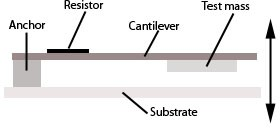 Resistor
Test mass
Anchor
Cantilever
Substrate